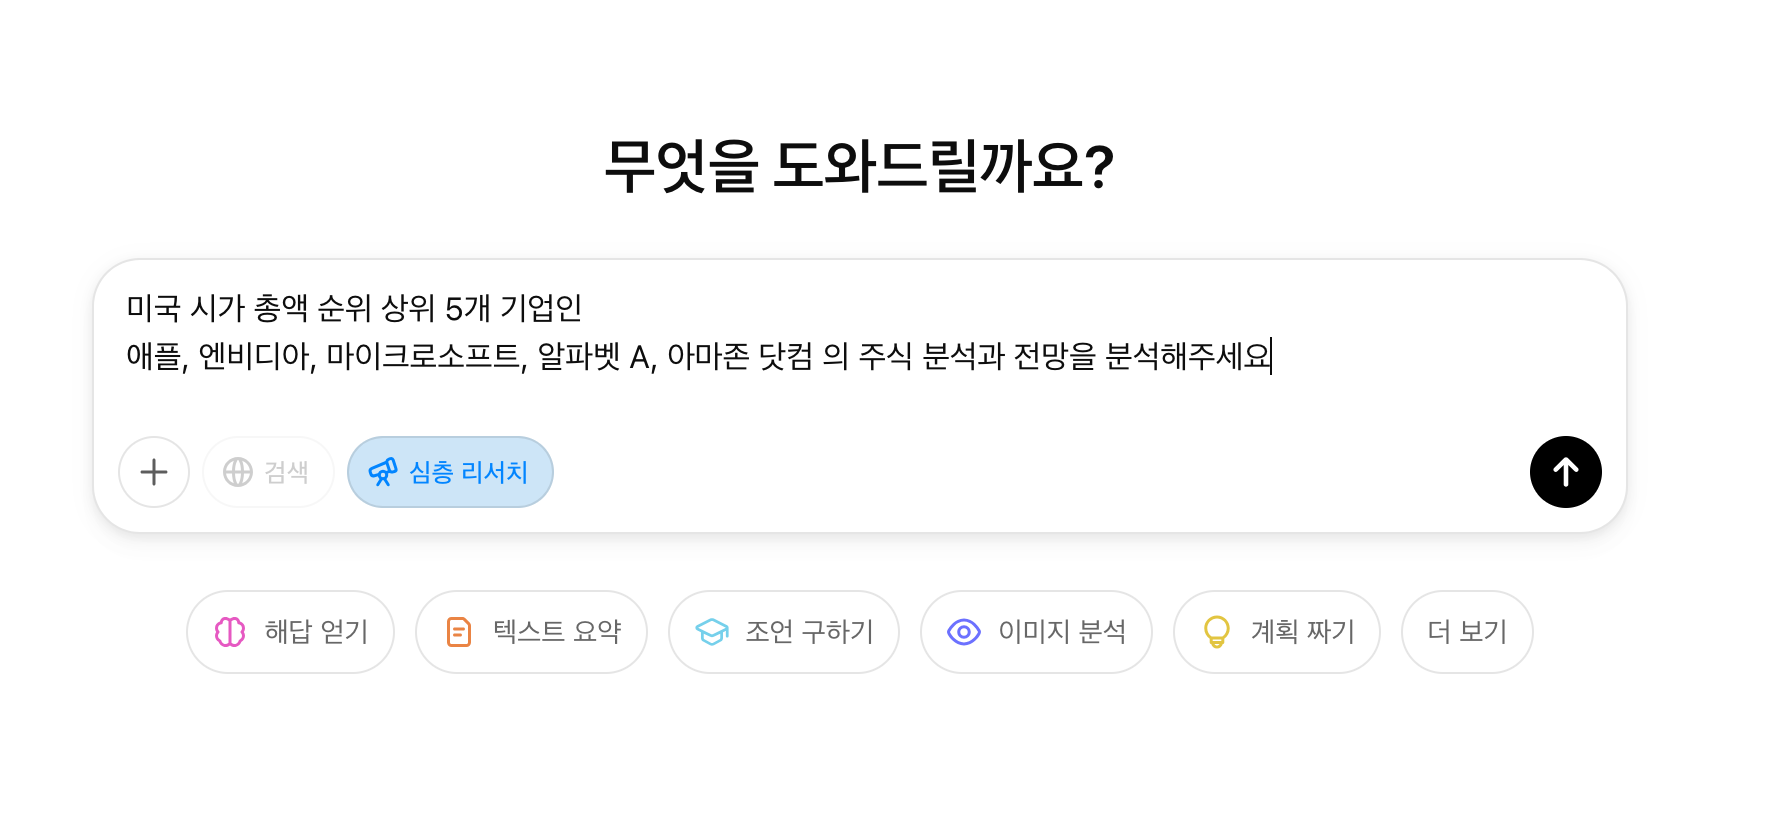 무엇을 도와드릴까요?
미국 시가 총액 순위 상위 5개 기업인
애플, 엔비디아, 마이크로소프트, 알파벳 A, 아마존 닷컴 의 주식 분석과 전망을 분석해주세요
검색
심층 리서치
해답 얻기
텍스트 요약
조언 구하기
이미지 분석
계획 짜기
더 보기